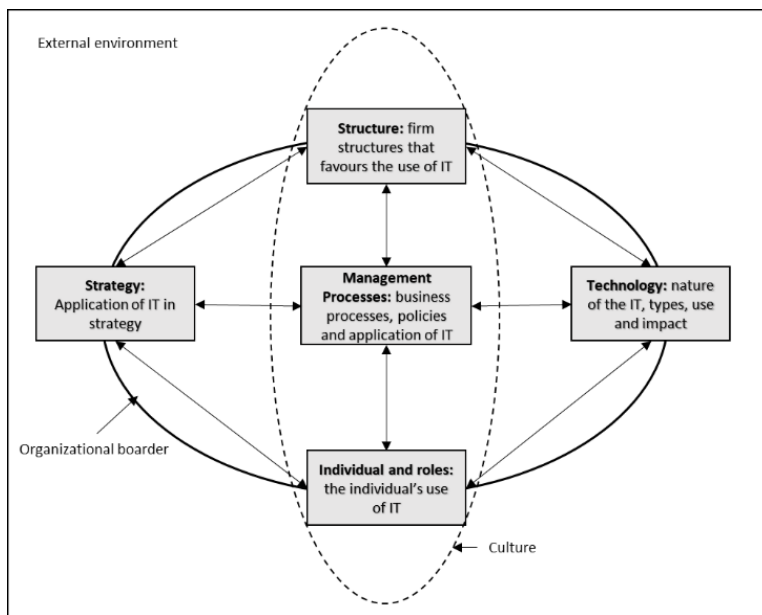 External environment
Structure: firm
structures that
favours the use of IT
Strategy:
Application of IT in
strategy
Management
Processes: business
processes, policies
and application of IT
Technology: nature
of the IT, types, use
and impact
Organizational boarder
Individual and roles:
the individual's use
of IT
Culture